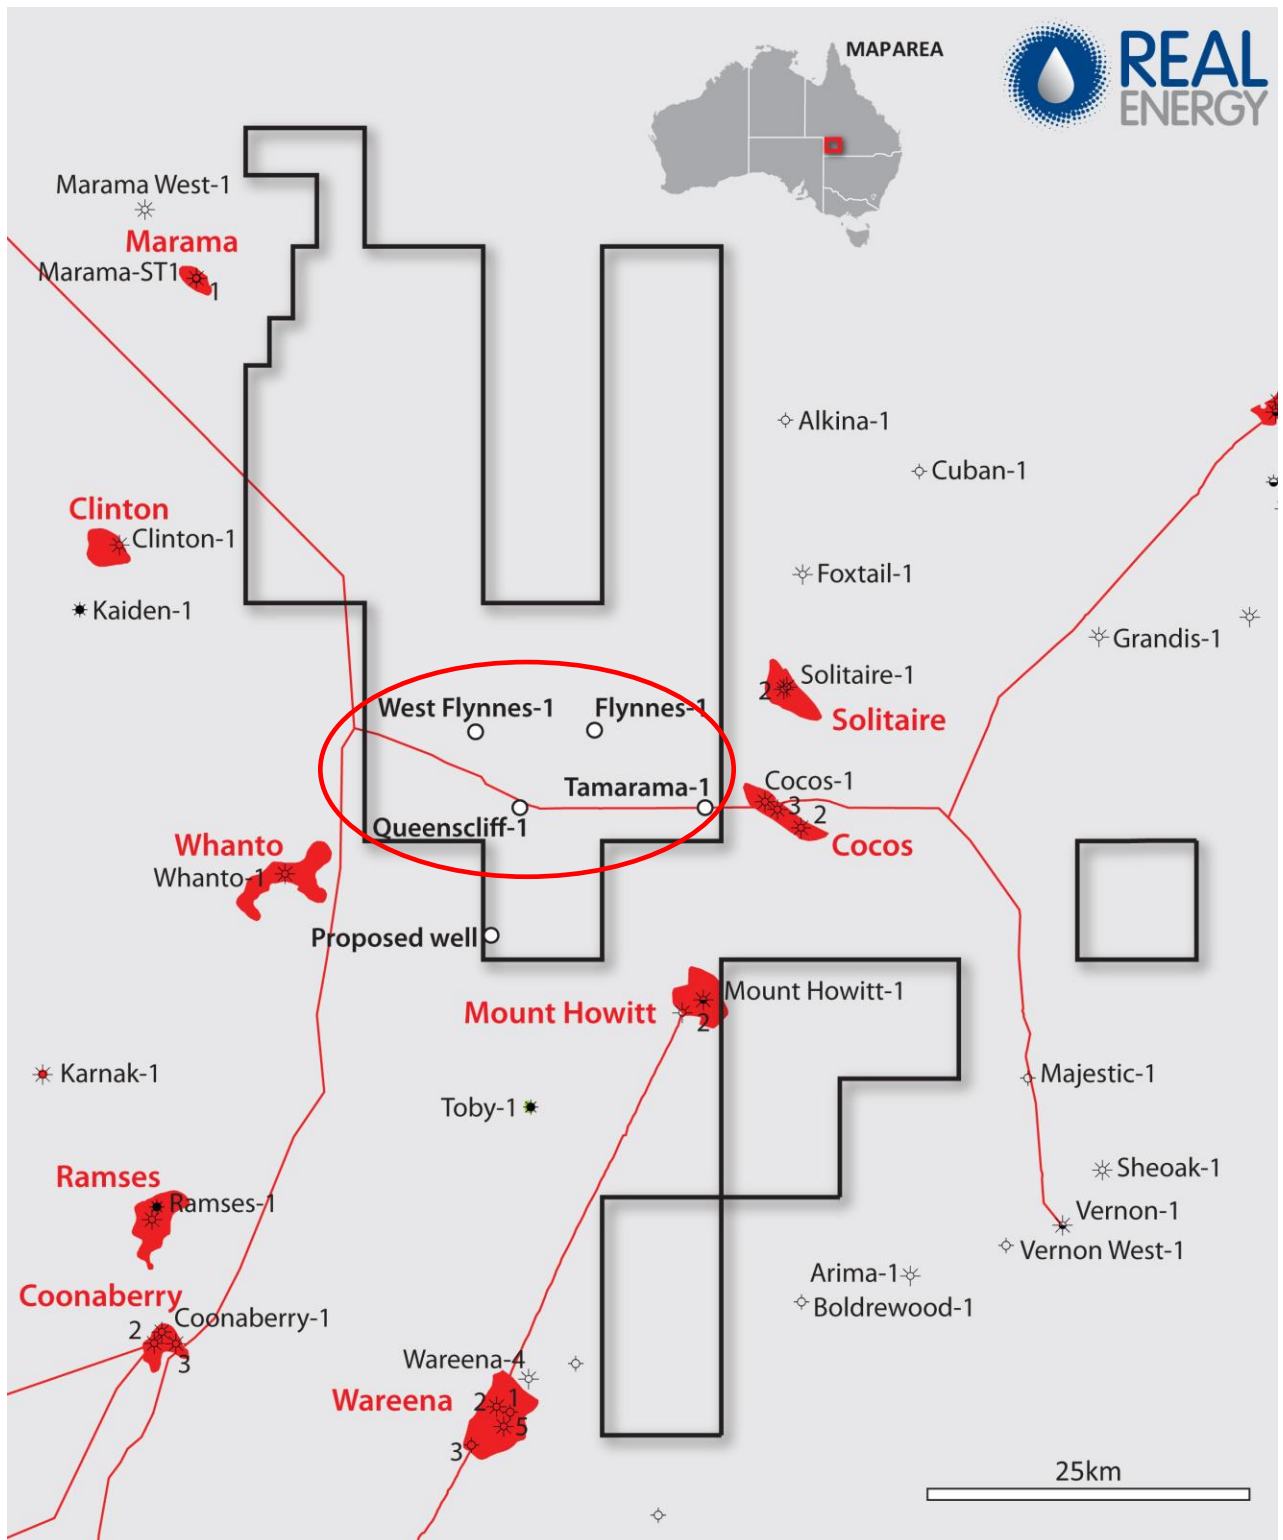 MAPAREA
REAL
ENERGY
Marama West-1
Marama
Marama-ST1
1
Alkina-1
Cuban-1
Clinton
Clinton-1
Foxtail-1
Kaiden-1
Grandis-1
Solitaire-1
2
Solitaire
West Flynnes-1
Flynnes-1
Tamarama-1
Cocos-1
3
2
Queenscliff-1
Cocos
Whanto
Whanto-1
Proposed well
Mount Howitt-1
Mount Howitt
2
Karnak-1
Majestic-1
Toby-1
Sheoak-1
Ramses
Ramses-1
Vernon-1
Vernon West-1
Arima-1
Boldrewood-1
Coonaberry
Coonaberry-1
2
3
Wareena-4
Wareena
2
1
5
3
25km